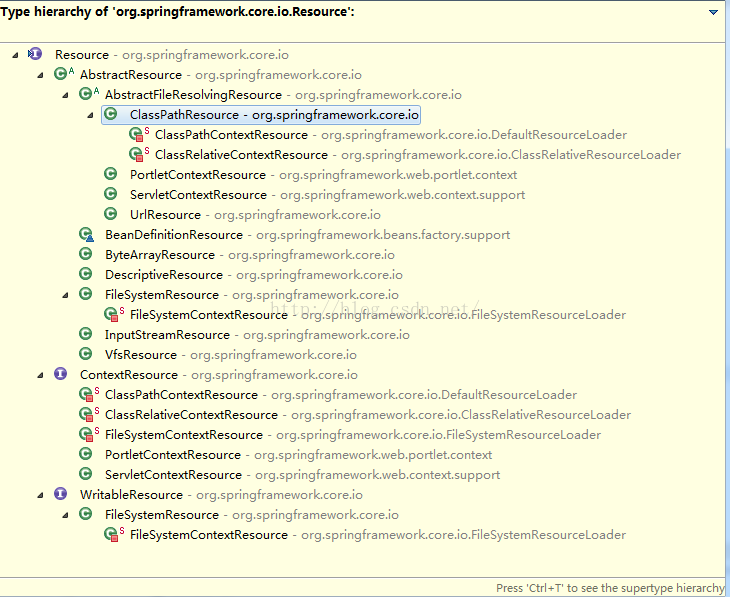 Type hierarchy of 'org.springframework.core.io.Resource':
Resource - org.springframework.core.io
AbstractResource - org.springframework.core.io
AbstractFileResolvingResource - org.springframework.core.io
ClassPathResource - org.springframework.core.io
ClassPathContextResource - org.springframework.core.io.DefaultResourceLoader
ClassRelativeContextResource - org.springframework.core.io.ClassRelativeResourceLoader
PortletContextResource - org.springframework.web.portlet.context
ServletContextResource - org.springframework.web.context.support
UrlResource - org.springframework.core.io
BeanDefinitionResource - org.springframework.beans.factory.support
ByteArrayResource - org.springframework.core.io
DescriptiveResource - org.springframework.core.io
FileSystemResource - org.springframework.core.io
http://blog.csdn.net/
FileSystemContextResource - org.springframework.core.io.FileSystemResourceLoader
InputStreamResource - org.springframework.core.io
VfsResource - org.springframework.core.io
ContextResource - org.springframework.core.io
ClassPathContextResource - org.springframework.core.io.DefaultResourceLoader
ClassRelativeContextResource - org.springframework.core.io.ClassRelativeResourceLoader
FileSystemContextResource - org.springframework.core.io.FileSystemResourceLoader
PortletContextResource - org.springframework.web.portlet.context
ServletContextResource - org.springframework.web.context.support
WritableResource - org.springframework.core.io
FileSystemResource - org.springframework.core.io
FileSystemContextResource - org.springframework.core.io.FileSystemResourceLoader
Press 'Ctrl+T' to see the supertype hierarchy